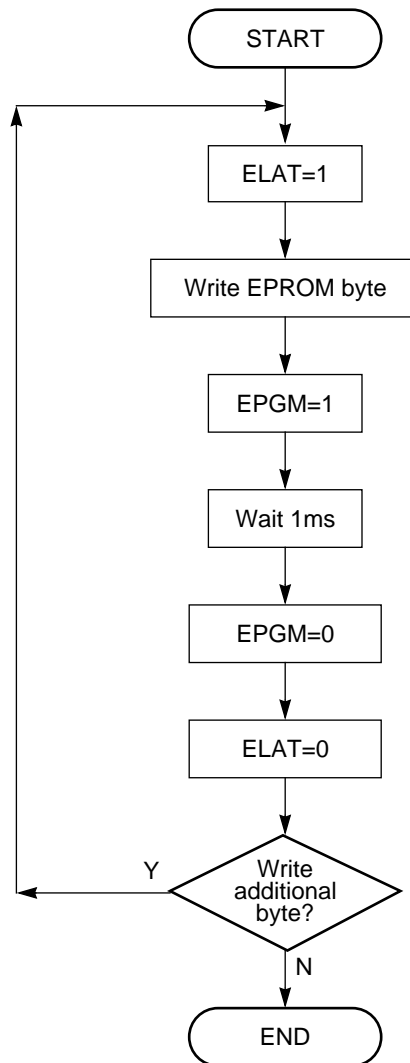 START
ELAT=1
Write EPROM byte
EPGM=1
Wait 1ms
EPGM=0
ELAT=0
Y
Write
additional
byte?
N
END